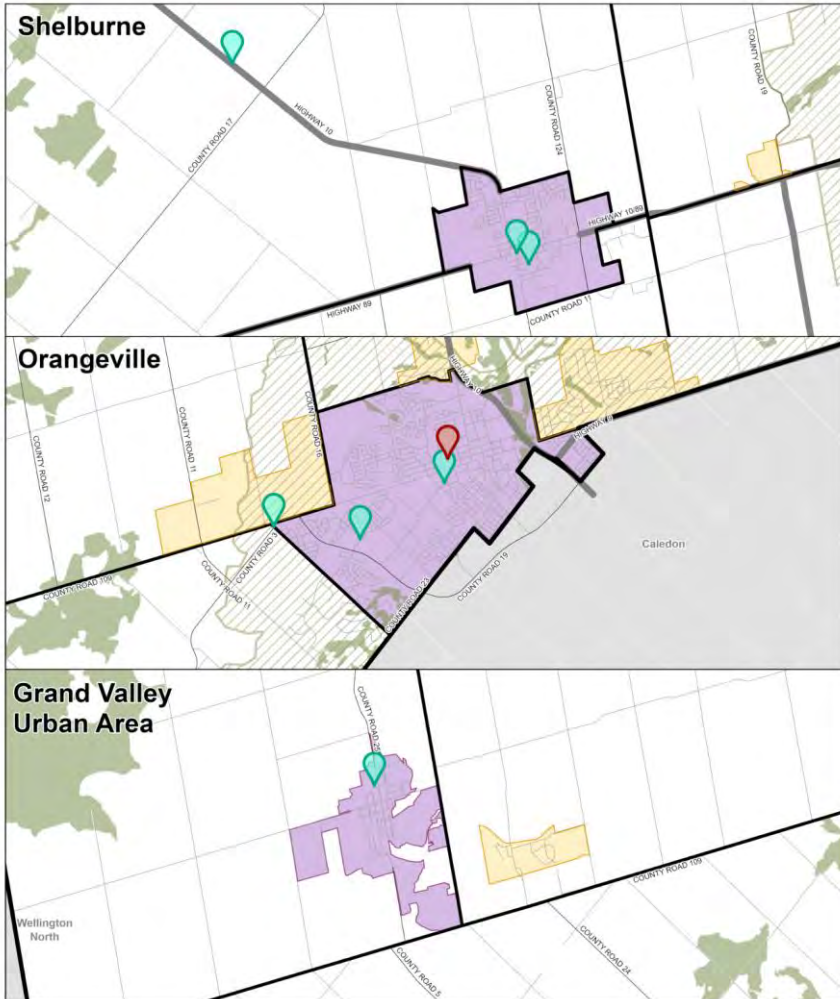 Shelburne
COUNTY ROAD 19
HIGHWAY 10
COUNTY ROAD 124
COUNTY ROAD 17
HIGHWAY 10/89
HIGHWAY 89
COUNTY ROAD 11
Orangeville
HIGHWAY 10
COUNTY ROAD 16
COUNTY ROAD 11
COUNTY ROAD 12
HIGHWAY 9
Caledon
COUNTY ROAD 3
COUNTY ROAD 109
COUNTY ROAD 11
COUNTY ROAD 23
COUNTY ROAD 19
Grand Valley
Urban Area
COUNTY ROAD 25
COUNTY ROAD 109
Wellington
North
COUNTY ROAD 24
COUNTY ROAD 5